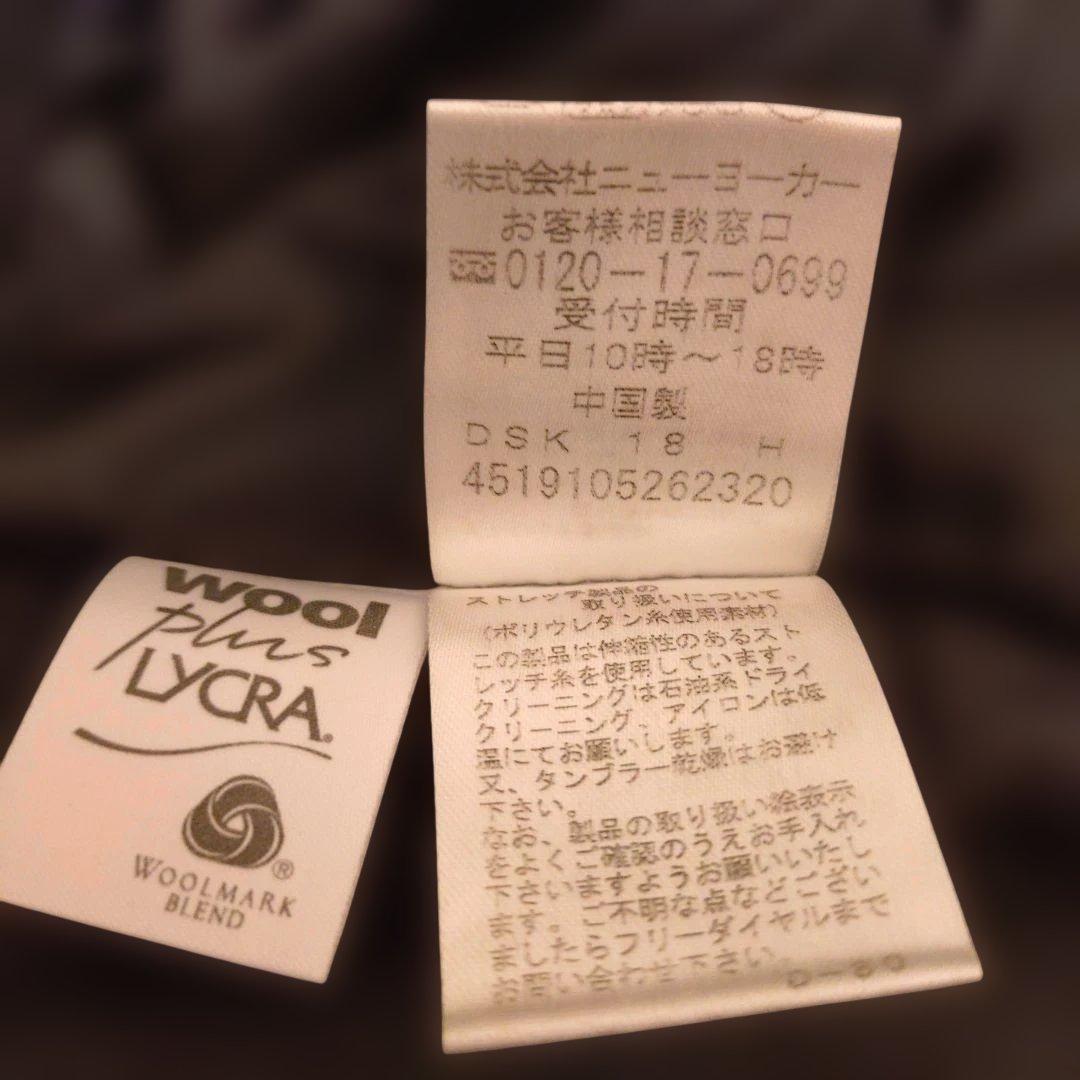 株式会社ニューヨーカー
お客様相談窓口
0120-17-0699
受付時間
平日10時〜18時
中国製
DSK 18 H
4519105262320
wool
plus
LYCRA®
WOOLMARK
BLEND
ストレッチ製品の
取り扱いについて
(ポリウレタン糸使用素材)
この製品は伸縮性のあるスト
レッチ糸を使用しています。
クリーニングは石油系ドライ
クリーニング、アイロンは低
温にてお願いします。
又、タンブラー乾燥はお避け
下さい。
なお、製品の取り扱い絵表示
をよくご確認のうえお手入れ
下さいますようお願いいたし
ます。ご不明な点などござい
ましたらフリーダイヤルまで
お問い合わせ下さい。